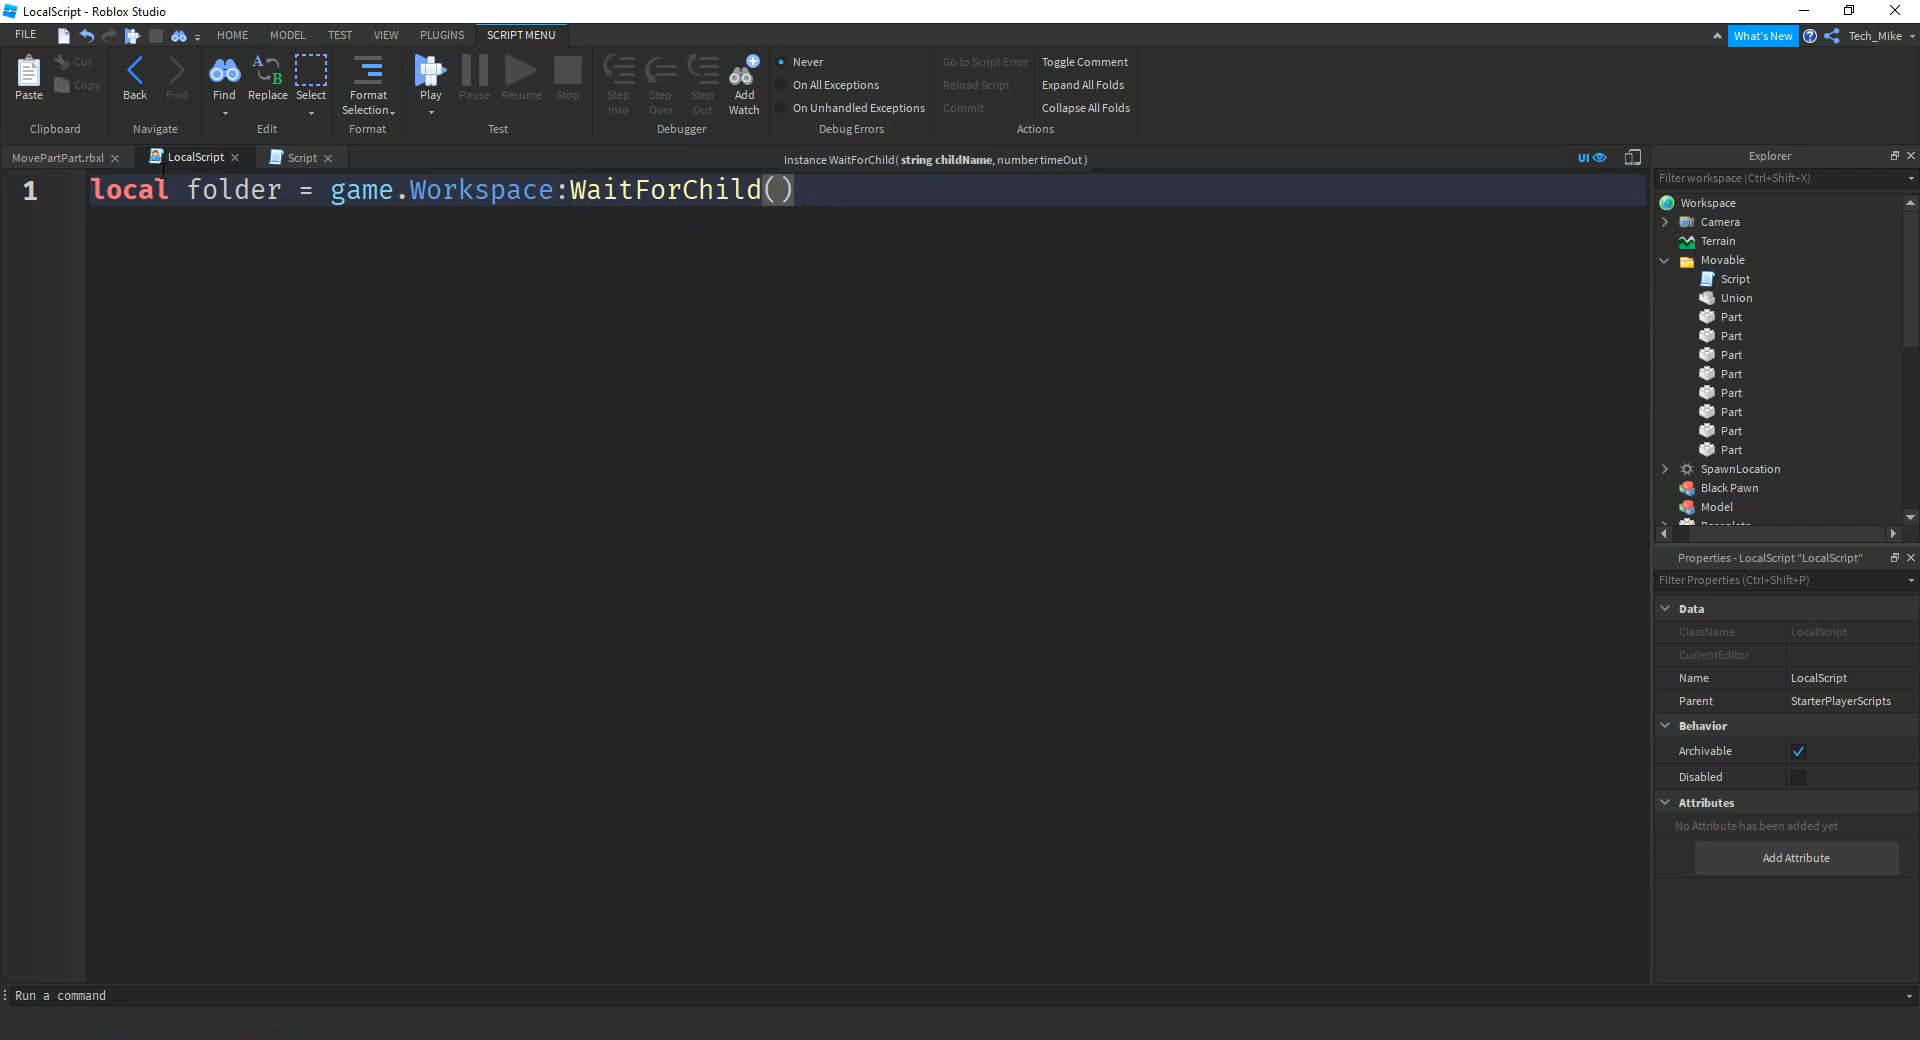 LocalScript - Roblox Studio
FILE HOME MODEL TEST VIEW PLUGINS SCRIPT MENU What's New Tech_Mike
Paste Cut Copy Clipboard
Back Fwd Navigate
Find Replace Select Edit
Format Selection Format
Play Pause Resume Stop Test
Step Into Step Over Step Out Add Watch Debugger
Never
On All Exceptions
On Unhandled Exceptions
Debug Errors
Go to Script Error
Reload Script
Commit
Toggle Comment
Expand All Folds
Collapse All Folds
Actions
MovePartPart.rbxl LocalScript Script
Instance WaitForChild( string childName, number timeOut )
UI
1 local folder = game.Workspace:WaitForChild()
Explorer
Filter workspace (Ctrl+Shift+X)
Workspace
Camera
Terrain
Movable
Script
Union
Part
Part
Part
Part
Part
Part
Part
Part
SpawnLocation
Black Pawn
Model
Baseplate
Properties - LocalScript "LocalScript"
Filter Properties (Ctrl+Shift+P)
Data
ClassName LocalScript
CurrentEditor
Name LocalScript
Parent StarterPlayerScripts
Behavior
Archivable
Disabled
Attributes
No Attribute has been added yet
Add Attribute
Run a command